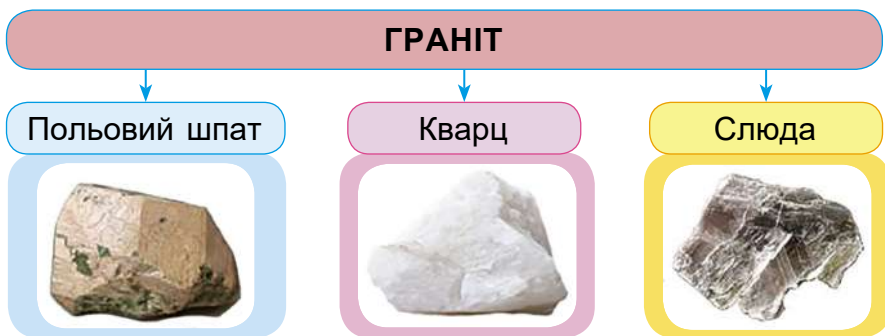 ГРАНІТ
Польовий шпат
Кварц
Слюда